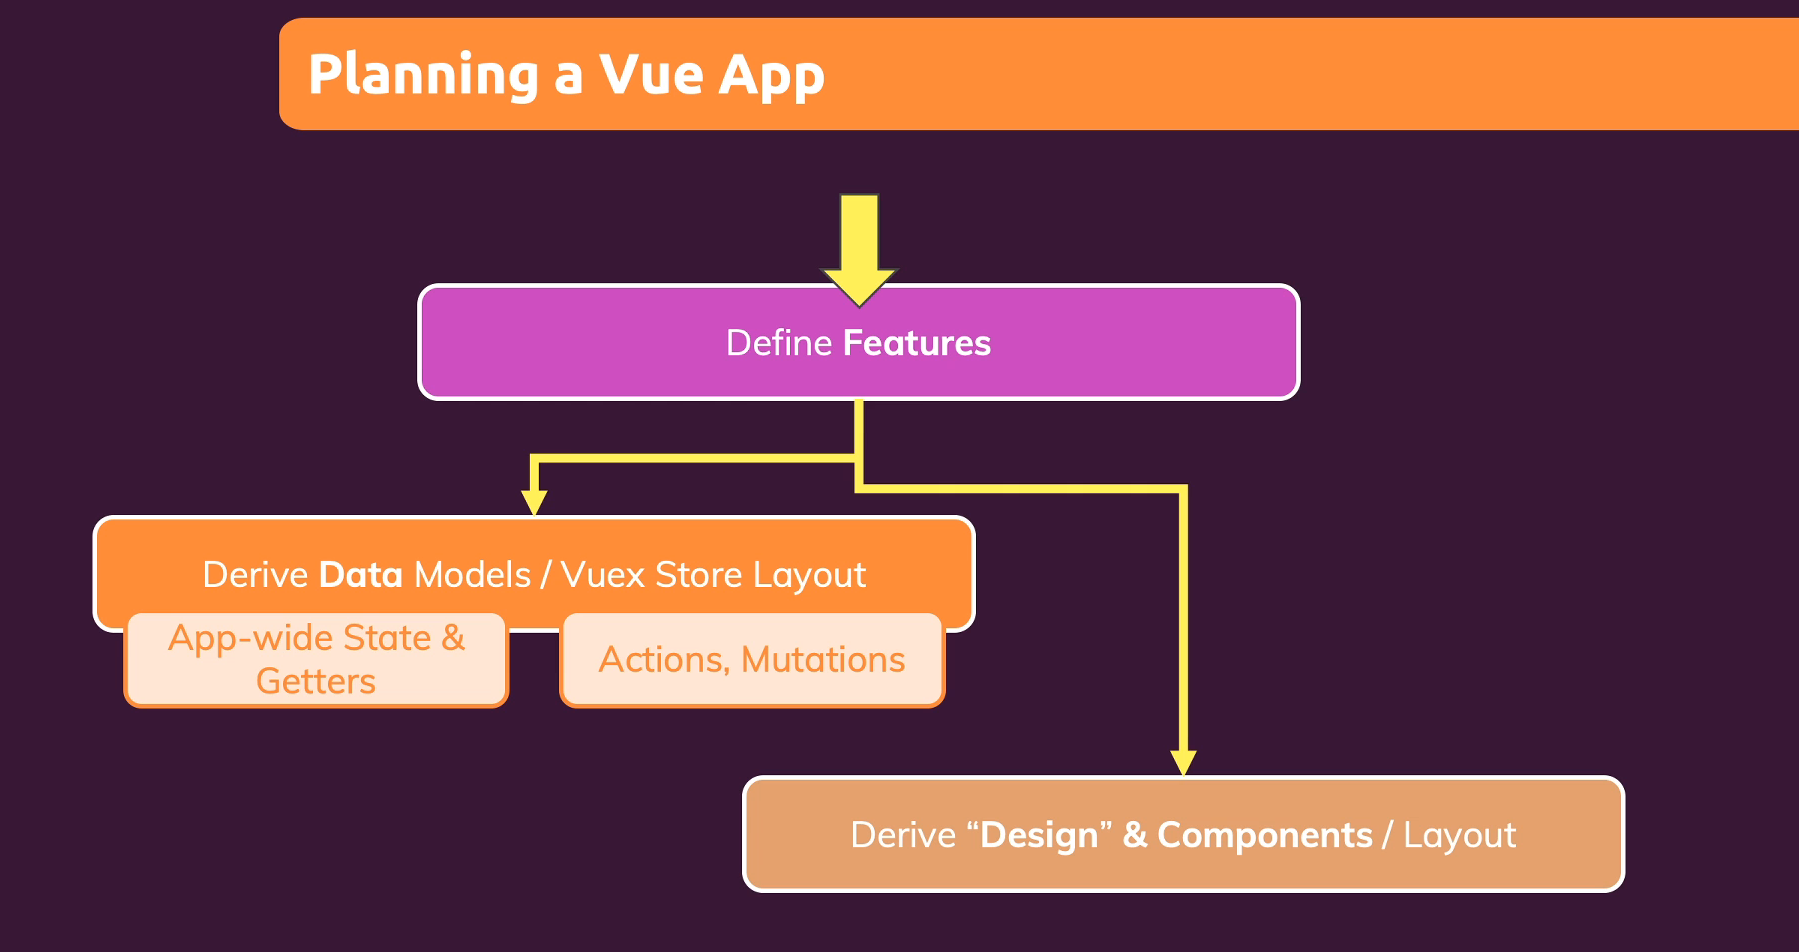 Planning a Vue App
Define Features
Derive Data Models / Vuex Store Layout
App-wide State &
Getters
Actions, Mutations
Derive “Design” & Components / Layout